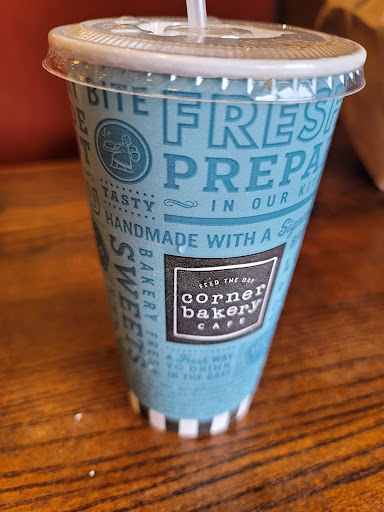 BITE
FRESH
PREPA
IN OUR KI
TASTY
HANDMADE WITH A
SWEETS
BAKERY FRESH
FEED THE DAY
corner
bakery
CAFE
A Fresh WAY
TO DRINK
IN THE DAY!